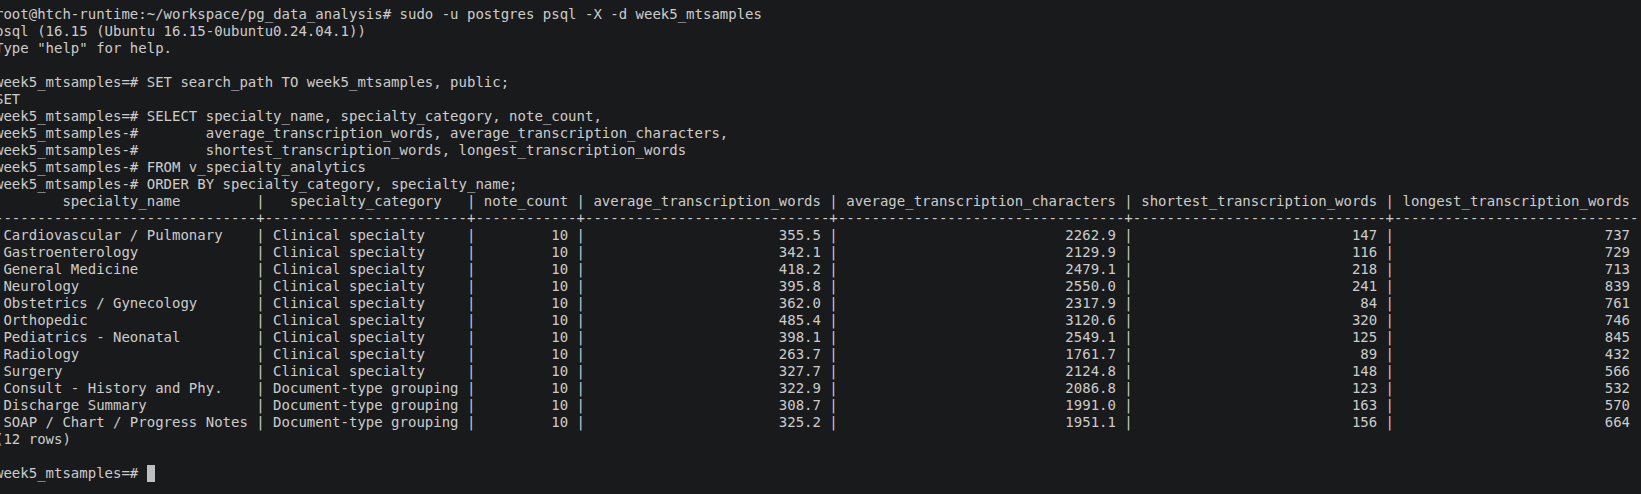 root@htch-runtime:~/workspace/pg_data_analysis# sudo -u postgres psql -X -d week5_mtsamples
psql (16.15 (Ubuntu 16.15-0ubuntu0.24.04.1))
Type "help" for help.

week5_mtsamples=# SET search_path TO week5_mtsamples, public;
SET
week5_mtsamples=# SELECT specialty_name, specialty_category, note_count,
week5_mtsamples-#        average_transcription_words, average_transcription_characters,
week5_mtsamples-#        shortest_transcription_words, longest_transcription_words
week5_mtsamples-# FROM v_specialty_analytics
week5_mtsamples-# ORDER BY specialty_category, specialty_name;
       specialty_name         |   specialty_category   | note_count | average_transcription_words | average_transcription_characters | shortest_transcription_words | longest_transcription_words
------------------------------+------------------------+------------+-----------------------------+----------------------------------+------------------------------+-----------------------------
Cardiovascular / Pulmonary    | Clinical specialty     |         10 |                       355.5 |                           2262.9 |                          147 |                         737
Gastroenterology              | Clinical specialty     |         10 |                       342.1 |                           2129.9 |                          116 |                         729
General Medicine              | Clinical specialty     |         10 |                       418.2 |                           2479.1 |                          218 |                         713
Neurology                     | Clinical specialty     |         10 |                       395.8 |                           2550.0 |                          241 |                         839
Obstetrics / Gynecology       | Clinical specialty     |         10 |                       362.0 |                           2317.9 |                           84 |                         761
Orthopedic                    | Clinical specialty     |         10 |                       485.4 |                           3120.6 |                          320 |                         746
Pediatrics - Neonatal         | Clinical specialty     |         10 |                       398.1 |                           2549.1 |                          125 |                         845
Radiology                     | Clinical specialty     |         10 |                       263.7 |                           1761.7 |                           89 |                         432
Surgery                       | Clinical specialty     |         10 |                       327.7 |                           2124.8 |                          148 |                         566
Consult - History and Phy.    | Document-type grouping |         10 |                       322.9 |                           2086.8 |                          123 |                         532
Discharge Summary             | Document-type grouping |         10 |                       308.7 |                           1991.0 |                          163 |                         570
SOAP / Chart / Progress Notes | Document-type grouping |         10 |                       325.2 |                           1951.1 |                          156 |                         664
(12 rows)

week5_mtsamples=#